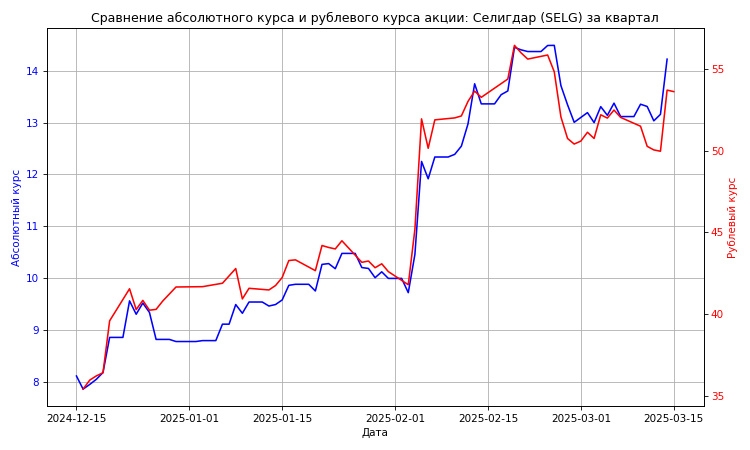 Сравнение абсолютного курса и рублевого курса акции: Селигдар (SELG) за квартал
Абсолютный курс
14
13
12
11
10
9
8
55
50
45
40
35
Рублевый курс
2024-12-15 2025-01-01 2025-01-15 2025-02-01 2025-02-15 2025-03-01 2025-03-15
Дата